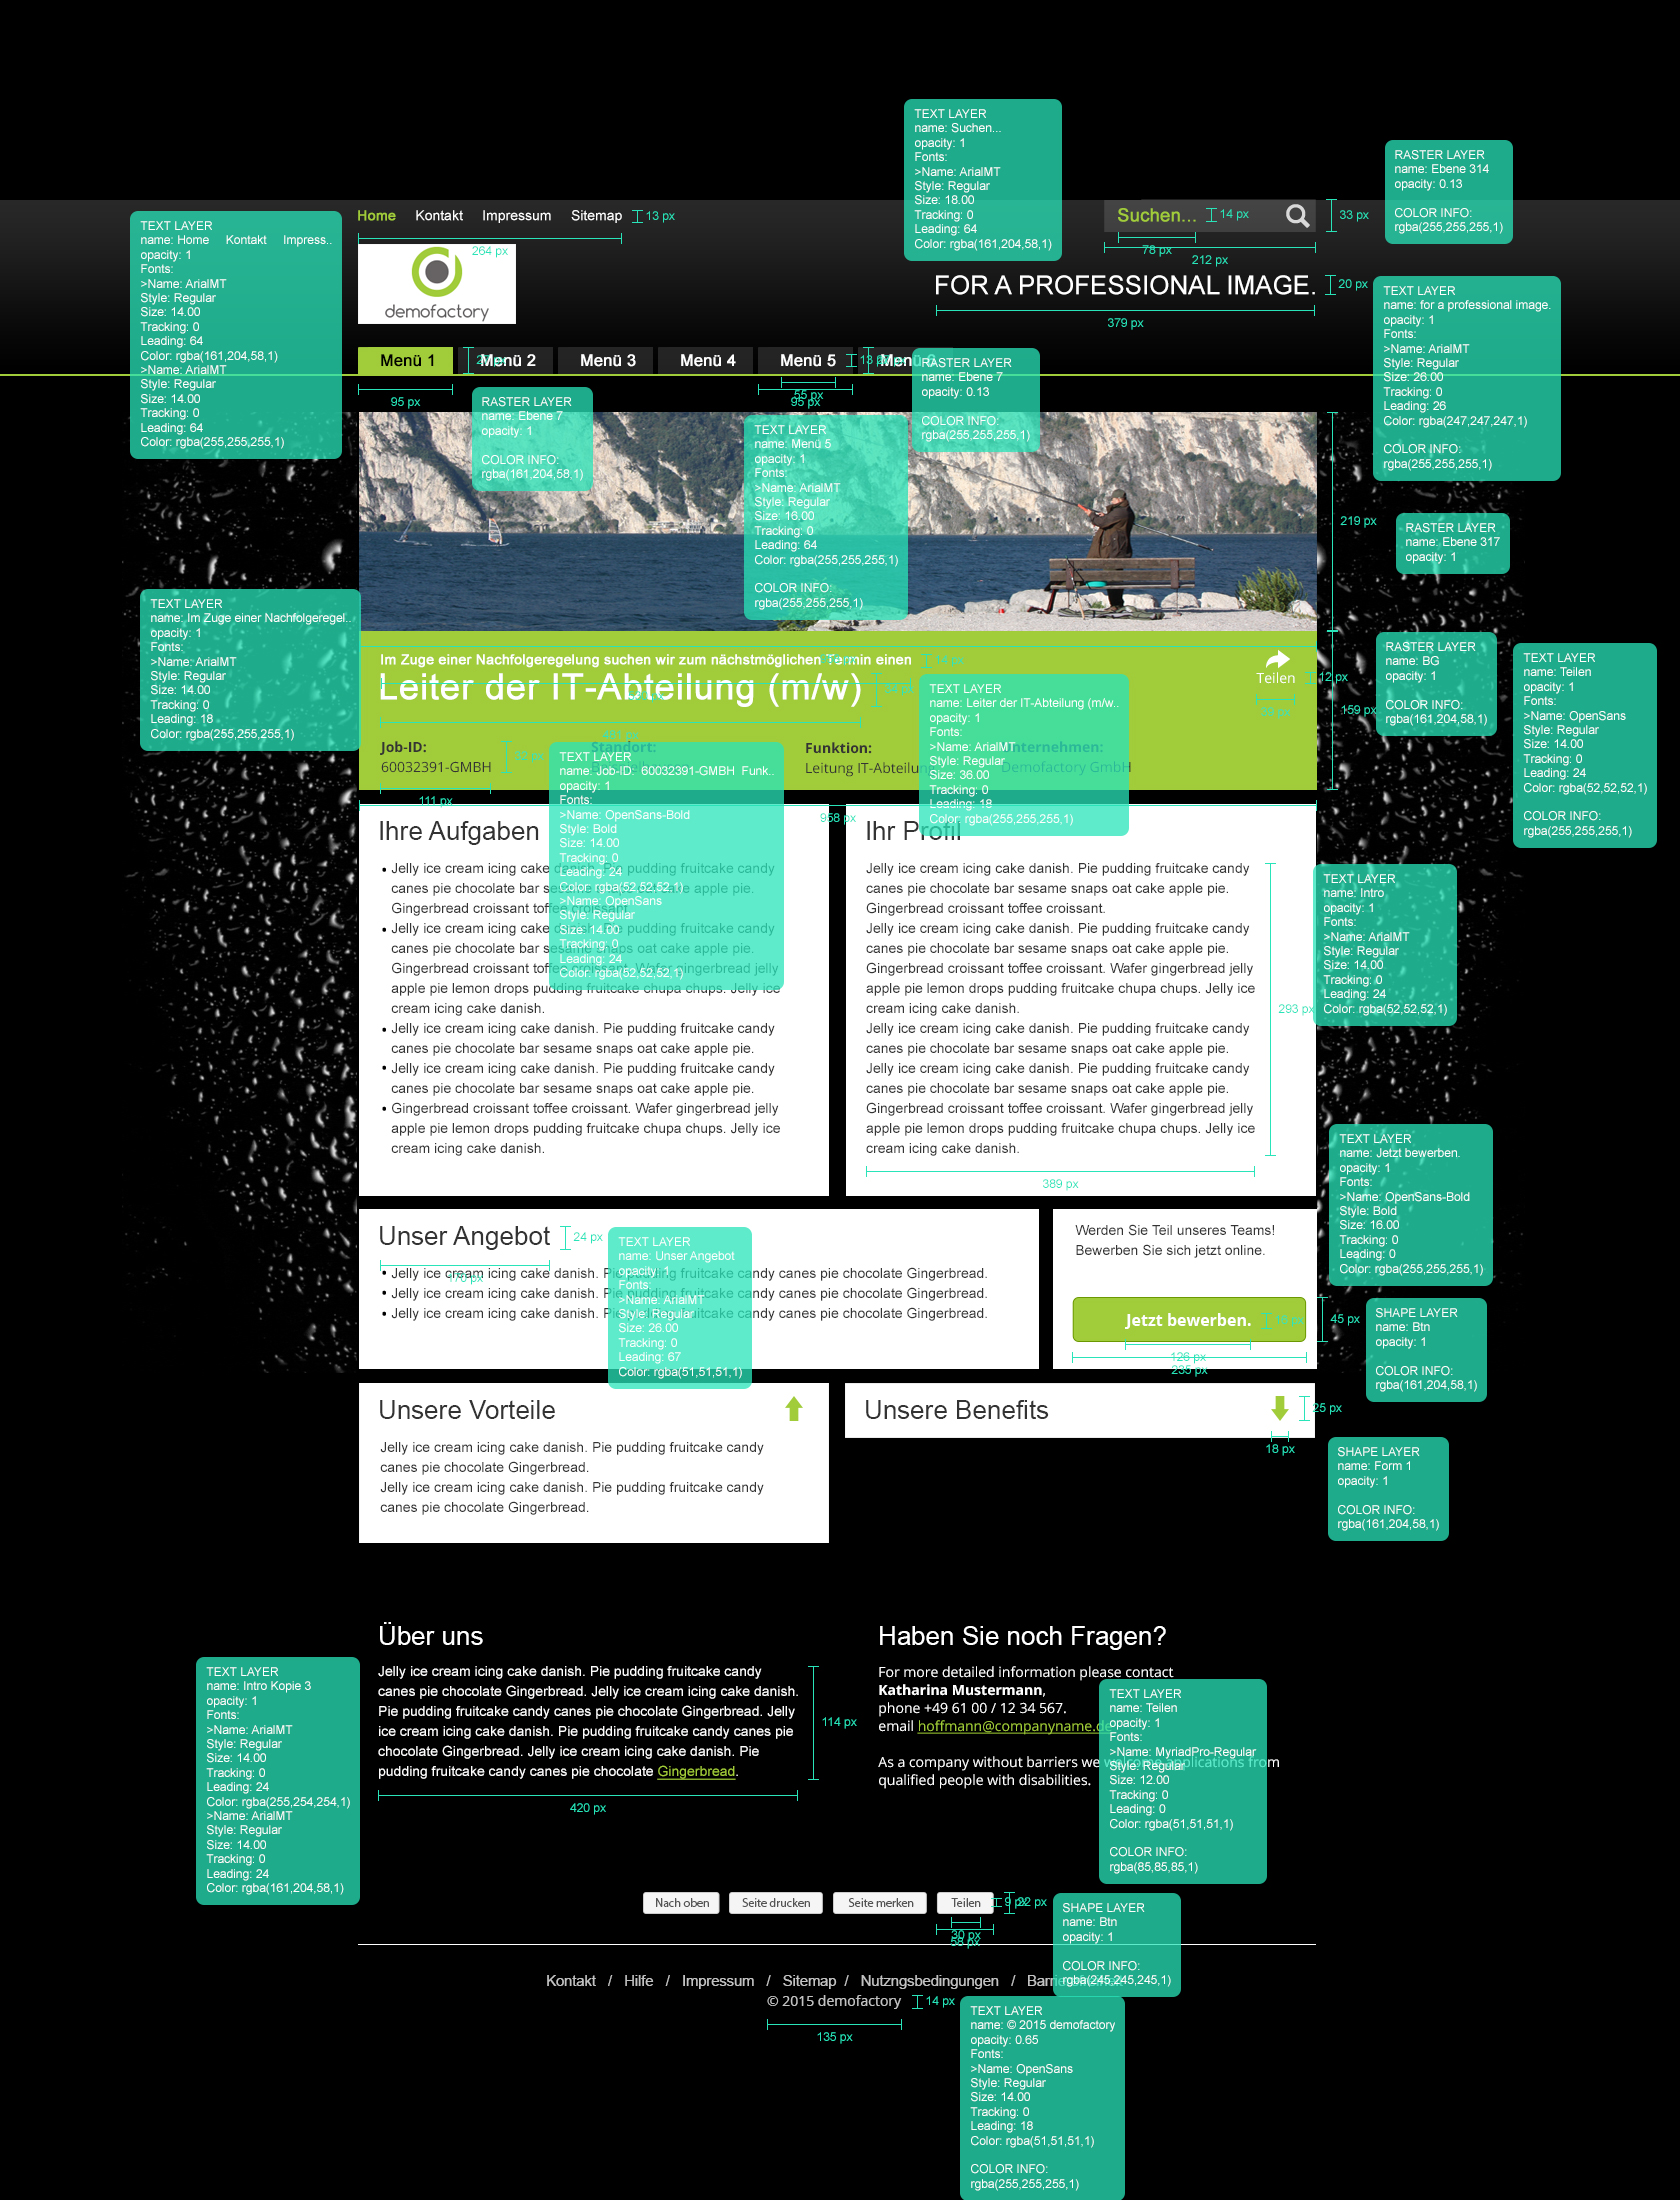 TEXT LAYER
name: Suchen...
opacity: 1
Fonts:
>Name: ArialMT
Style: Regular
Size: 18.00
Tracking: 0
Leading: 64
Color: rgba(161,204,58,1)
RASTER LAYER
name: Ebene 314
opacity: 0.13
COLOR INFO:
rgba(255,255,255,1)
TEXT LAYER
name: Home Kontakt Impress..
opacity: 1
Fonts:
>Name: ArialMT
Style: Regular
Size: 14.00
Tracking: 0
Leading: 64
Color: rgba(161,204,58,1)
>Name: ArialMT
Style: Regular
Size: 14.00
Tracking: 0
Leading: 64
Color: rgba(255,255,255,1)
Home Kontakt Impressum Sitemap
13 px
264 px
Suchen...
14 px
33 px
78 px
212 px
demofactory
FOR A PROFESSIONAL IMAGE.
20 px
379 px
TEXT LAYER
name: for a professional image.
opacity: 1
Fonts:
>Name: ArialMT
Style: Regular
Size: 26.00
Tracking: 0
Leading: 26
Color: rgba(247,247,247,1)
COLOR INFO:
rgba(255,255,255,1)
Menü 1 Menü 2 Menü 3 Menü 4 Menü 5
95 px
55 px
95 px
RASTER LAYER
name: Ebene 7
opacity: 1
COLOR INFO:
rgba(161,204,58,1)
RASTER LAYER
name: Ebene 7
opacity: 0.13
COLOR INFO:
rgba(255,255,255,1)
TEXT LAYER
name: Menü 5
opacity: 1
Fonts:
>Name: ArialMT
Style: Regular
Size: 16.00
Tracking: 0
Leading: 64
Color: rgba(255,255,255,1)
COLOR INFO:
rgba(255,255,255,1)
219 px
RASTER LAYER
name: Ebene 317
opacity: 1
TEXT LAYER
name: Im Zuge einer Nachfolgeregel..
opacity: 1
Fonts:
>Name: ArialMT
Style: Regular
Size: 14.00
Tracking: 0
Leading: 18
Color: rgba(255,255,255,1)
Im Zuge einer Nachfolgeregelung suchen wir zum nächstmöglichen Termin einen
Leiter der IT-Abteilung (m/w)
Teilen
12 px
159 px
RASTER LAYER
name: BG
opacity: 1
COLOR INFO:
rgba(161,204,58,1)
TEXT LAYER
name: Teilen
opacity: 1
Fonts:
>Name: OpenSans
Style: Regular
Size: 14.00
Tracking: 0
Leading: 24
Color: rgba(52,52,52,1)
COLOR INFO:
rgba(255,255,255,1)
TEXT LAYER
name: Leiter der IT-Abteilung (m/w..
opacity: 1
Fonts:
>Name: ArialMT
Style: Regular
Size: 36.00
Tracking: 0
Leading: 18
Color: rgba(255,255,255,1)
Job-ID:
60032391-GMBH
111 px
Standort:
Funktion:
Leitung IT-Abteilung
Unternehmen:
Demofactory GmbH
TEXT LAYER
name: Job-ID: 60032391-GMBH Funk..
opacity: 1
Fonts:
>Name: OpenSans-Bold
Style: Bold
Size: 14.00
Tracking: 0
Leading: 24
Color: rgba(52,52,52,1)
>Name: OpenSans
Style: Regular
Size: 14.00
Tracking: 0
Leading: 24
Color: rgba(52,52,52,1)
958 px
Ihre Aufgaben
• Jelly ice cream icing cake danish. Pie pudding fruitcake candy
canes pie chocolate bar sesame snaps oat cake apple pie.
Gingerbread croissant toffee croissant.
• Jelly ice cream icing cake danish. Pie pudding fruitcake candy
canes pie chocolate bar sesame snaps oat cake apple pie.
Gingerbread croissant toffee croissant. Wafer gingerbread jelly
apple pie lemon drops pudding fruitcake chupa chups. Jelly ice
cream icing cake danish.
• Jelly ice cream icing cake danish. Pie pudding fruitcake candy
canes pie chocolate bar sesame snaps oat cake apple pie.
• Jelly ice cream icing cake danish. Pie pudding fruitcake candy
canes pie chocolate bar sesame snaps oat cake apple pie.
• Gingerbread croissant toffee croissant. Wafer gingerbread jelly
apple pie lemon drops pudding fruitcake chupa chups. Jelly ice
cream icing cake danish.
Ihr Profil
Jelly ice cream icing cake danish. Pie pudding fruitcake candy
canes pie chocolate bar sesame snaps oat cake apple pie.
Gingerbread croissant toffee croissant.
Jelly ice cream icing cake danish. Pie pudding fruitcake candy
canes pie chocolate bar sesame snaps oat cake apple pie.
Gingerbread croissant toffee croissant. Wafer gingerbread jelly
apple pie lemon drops pudding fruitcake chupa chups. Jelly ice
cream icing cake danish.
Jelly ice cream icing cake danish. Pie pudding fruitcake candy
canes pie chocolate bar sesame snaps oat cake apple pie.
Jelly ice cream icing cake danish. Pie pudding fruitcake candy
canes pie chocolate bar sesame snaps oat cake apple pie.
Gingerbread croissant toffee croissant. Wafer gingerbread jelly
apple pie lemon drops pudding fruitcake chupa chups. Jelly ice
cream icing cake danish.
293 px
389 px
TEXT LAYER
name: Intro
opacity: 1
Fonts:
>Name: ArialMT
Style: Regular
Size: 14.00
Tracking: 0
Leading: 24
Color: rgba(52,52,52,1)
TEXT LAYER
name: Jetzt bewerben.
opacity: 1
Fonts:
>Name: OpenSans-Bold
Style: Bold
Size: 16.00
Tracking: 0
Leading: 0
Color: rgba(255,255,255,1)
Unser Angebot
24 px
• Jelly ice cream icing cake danish. Pie pudding fruitcake candy canes pie chocolate Gingerbread.
• Jelly ice cream icing cake danish. Pie pudding fruitcake candy canes pie chocolate Gingerbread.
• Jelly ice cream icing cake danish. Pie pudding fruitcake candy canes pie chocolate Gingerbread.
TEXT LAYER
name: Unser Angebot
opacity: 1
Fonts:
>Name: ArialMT
Style: Regular
Size: 26.00
Tracking: 0
Leading: 67
Color: rgba(51,51,51,1)
Werden Sie Teil unseres Teams!
Bewerben Sie sich jetzt online.
Jetzt bewerben.
45 px
126 px
235 px
SHAPE LAYER
name: Btn
opacity: 1
COLOR INFO:
rgba(161,204,58,1)
Unsere Vorteile
Jelly ice cream icing cake danish. Pie pudding fruitcake candy
canes pie chocolate Gingerbread.
Jelly ice cream icing cake danish. Pie pudding fruitcake candy
canes pie chocolate Gingerbread.
Unsere Benefits
25 px
18 px
SHAPE LAYER
name: Form 1
opacity: 1
COLOR INFO:
rgba(161,204,58,1)
Über uns
Jelly ice cream icing cake danish. Pie pudding fruitcake candy
canes pie chocolate Gingerbread. Jelly ice cream icing cake danish.
Pie pudding fruitcake candy canes pie chocolate Gingerbread. Jelly
ice cream icing cake danish. Pie pudding fruitcake candy canes pie
chocolate Gingerbread. Jelly ice cream icing cake danish. Pie
pudding fruitcake candy canes pie chocolate Gingerbread.
114 px
420 px
TEXT LAYER
name: Intro Kopie 3
opacity: 1
Fonts:
>Name: ArialMT
Style: Regular
Size: 14.00
Tracking: 0
Leading: 24
Color: rgba(255,254,254,1)
>Name: ArialMT
Style: Regular
Size: 14.00
Tracking: 0
Leading: 24
Color: rgba(161,204,58,1)
Haben Sie noch Fragen?
For more detailed information please contact
Katharina Mustermann,
phone +49 61 00 / 12 34 567.
email hoffmann@companyname.de
As a company without barriers we welcome applications from
qualified people with disabilities.
TEXT LAYER
name: Teilen
opacity: 1
Fonts:
>Name: MyriadPro-Regular
Style: Regular
Size: 12.00
Tracking: 0
Leading: 0
Color: rgba(51,51,51,1)
COLOR INFO:
rgba(85,85,85,1)
Nach oben Seite drucken Seite merken Teilen
9 px
22 px
30 px
58 px
SHAPE LAYER
name: Btn
opacity: 1
COLOR INFO:
rgba(245,245,245,1)
Kontakt / Hilfe / Impressum / Sitemap / Nutzngsbedingungen /
© 2015 demofactory
14 px
135 px
TEXT LAYER
name: © 2015 demofactory
opacity: 0.65
Fonts:
>Name: OpenSans
Style: Regular
Size: 14.00
Tracking: 0
Leading: 18
Color: rgba(51,51,51,1)
COLOR INFO:
rgba(255,255,255,1)